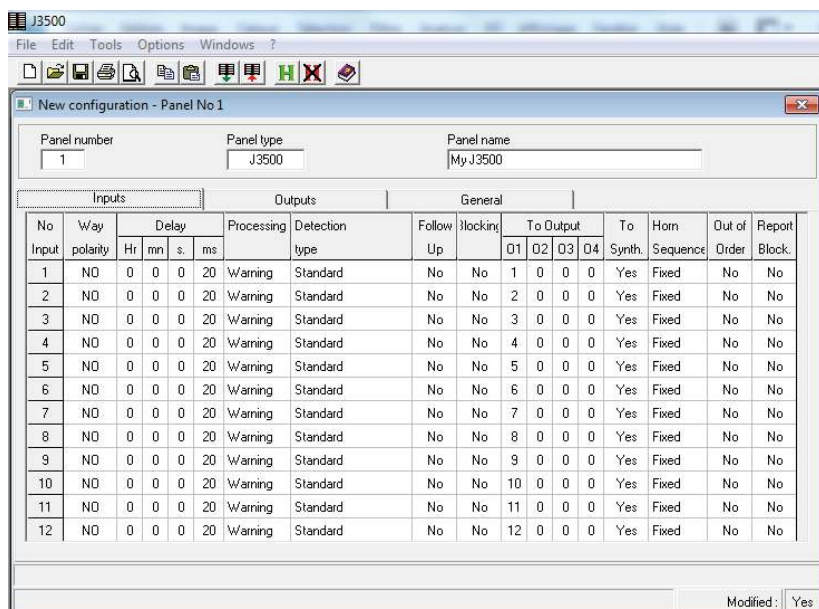 J3500
File Edit Tools Options Windows ?
New configuration - Panel No 1
Panel number Panel type Panel name
1 J3500 My J3500
Inputs Outputs General
No Way Delay Processing Detection Follow Blocking To Output To Horn Out of Report
Input polarity Hr mn s. ms type Up O1 O2 O3 O4 Synth. Sequence Order Block.
1 NO 0 0 0 20 Warning Standard No No 1 0 0 0 Yes Fixed No No
2 NO 0 0 0 20 Warning Standard No No 2 0 0 0 Yes Fixed No No
3 NO 0 0 0 20 Warning Standard No No 3 0 0 0 Yes Fixed No No
4 NO 0 0 0 20 Warning Standard No No 4 0 0 0 Yes Fixed No No
5 NO 0 0 0 20 Warning Standard No No 5 0 0 0 Yes Fixed No No
6 NO 0 0 0 20 Warning Standard No No 6 0 0 0 Yes Fixed No No
7 NO 0 0 0 20 Warning Standard No No 7 0 0 0 Yes Fixed No No
8 NO 0 0 0 20 Warning Standard No No 8 0 0 0 Yes Fixed No No
9 NO 0 0 0 20 Warning Standard No No 9 0 0 0 Yes Fixed No No
10 NO 0 0 0 20 Warning Standard No No 10 0 0 0 Yes Fixed No No
11 NO 0 0 0 20 Warning Standard No No 11 0 0 0 Yes Fixed No No
12 NO 0 0 0 20 Warning Standard No No 12 0 0 0 Yes Fixed No No
Modified : Yes